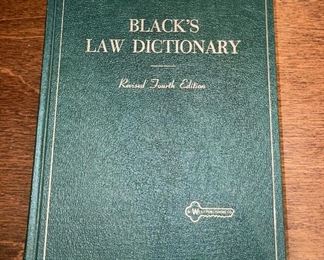 BLACK'S
LAW DICTIONARY
Revised Fourth Edition